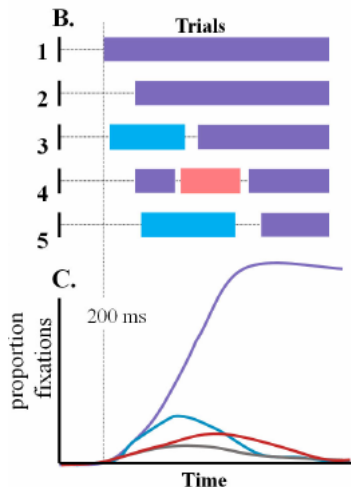 B.
Trials
1
2
3
4
5
C.
200 ms
proportion
fixations
Time